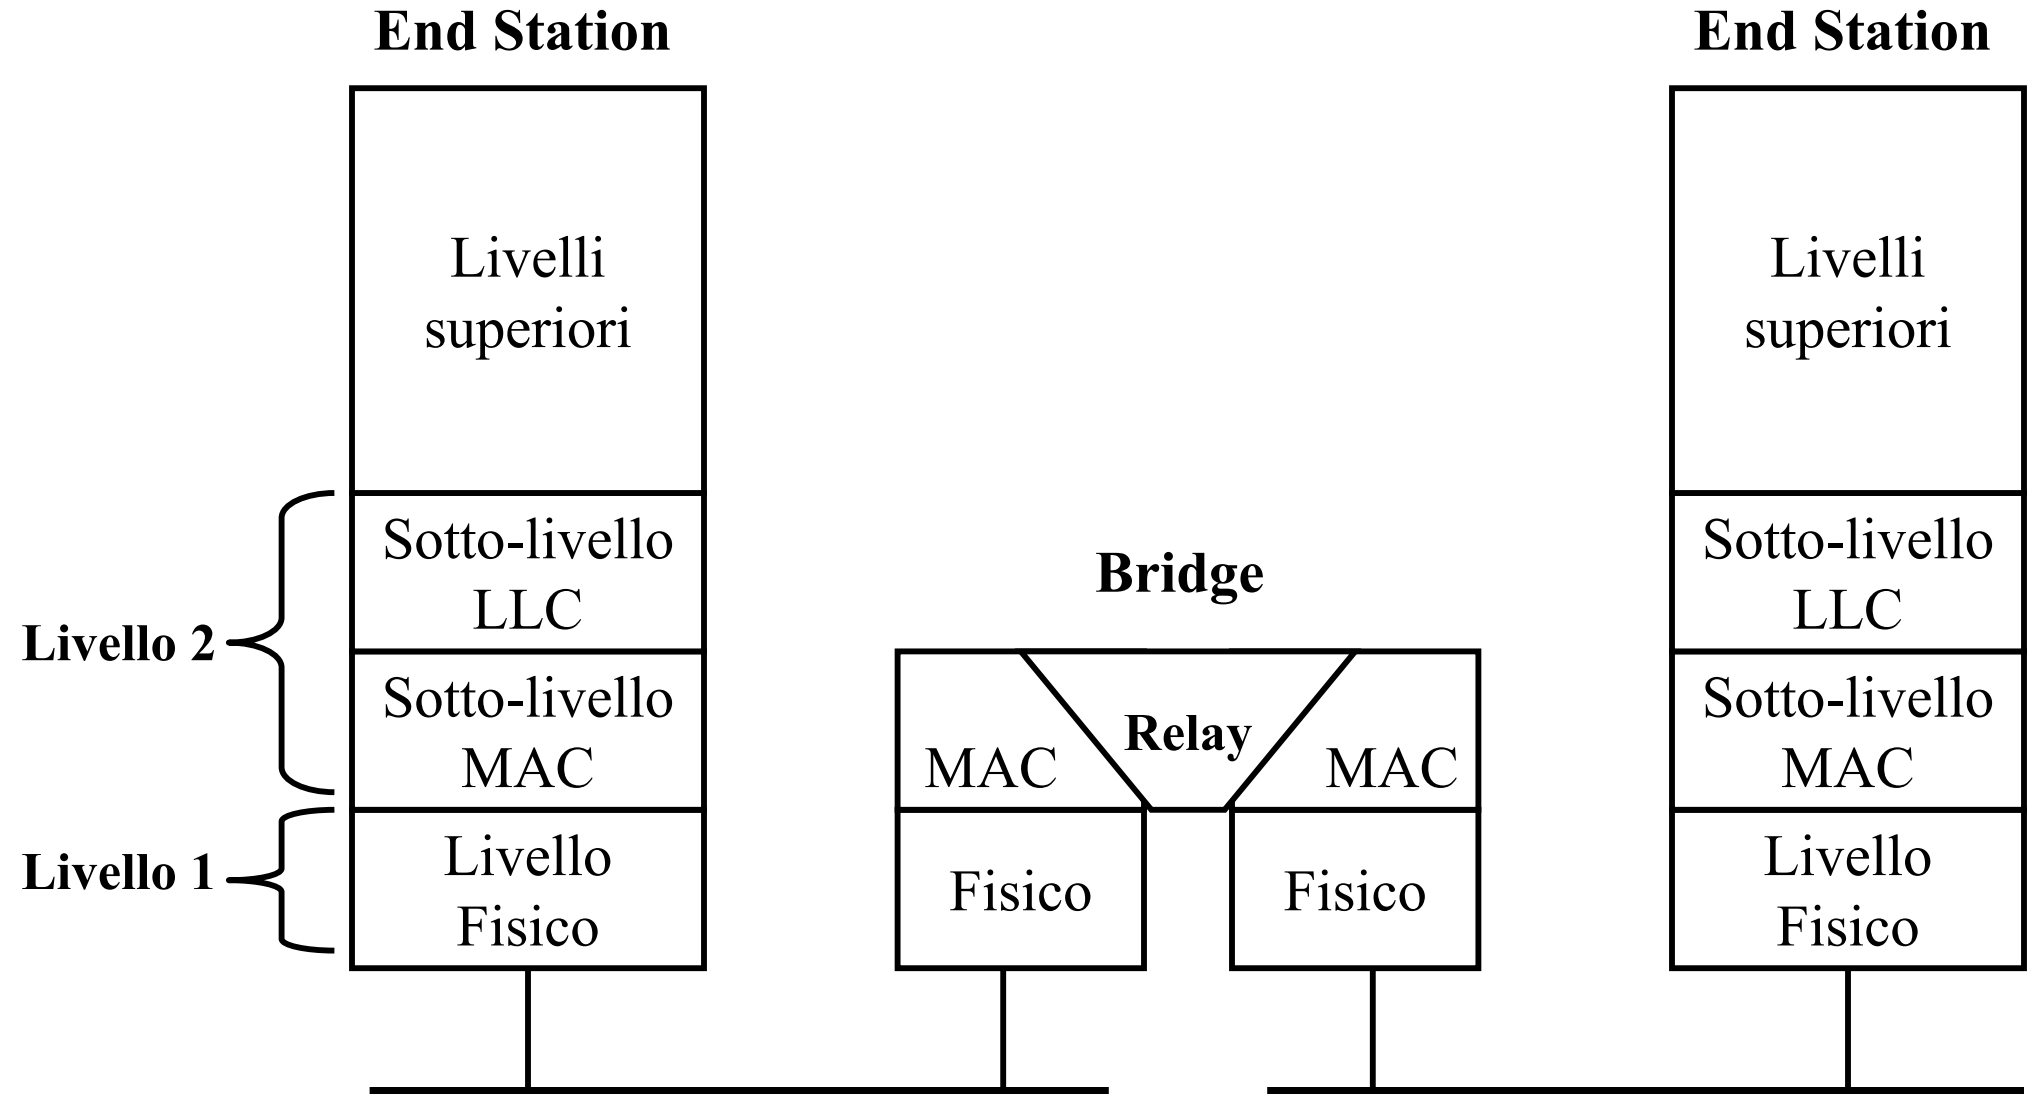 End Station
End Station
Livelli
superiori
Livelli
superiori
Sotto-livello
LLC
Sotto-livello
LLC
Bridge
Livello 2
Sotto-livello
MAC
Relay
MAC
MAC
Sotto-livello
MAC
Livello 1
Livello
Fisico
Fisico
Fisico
Livello
Fisico